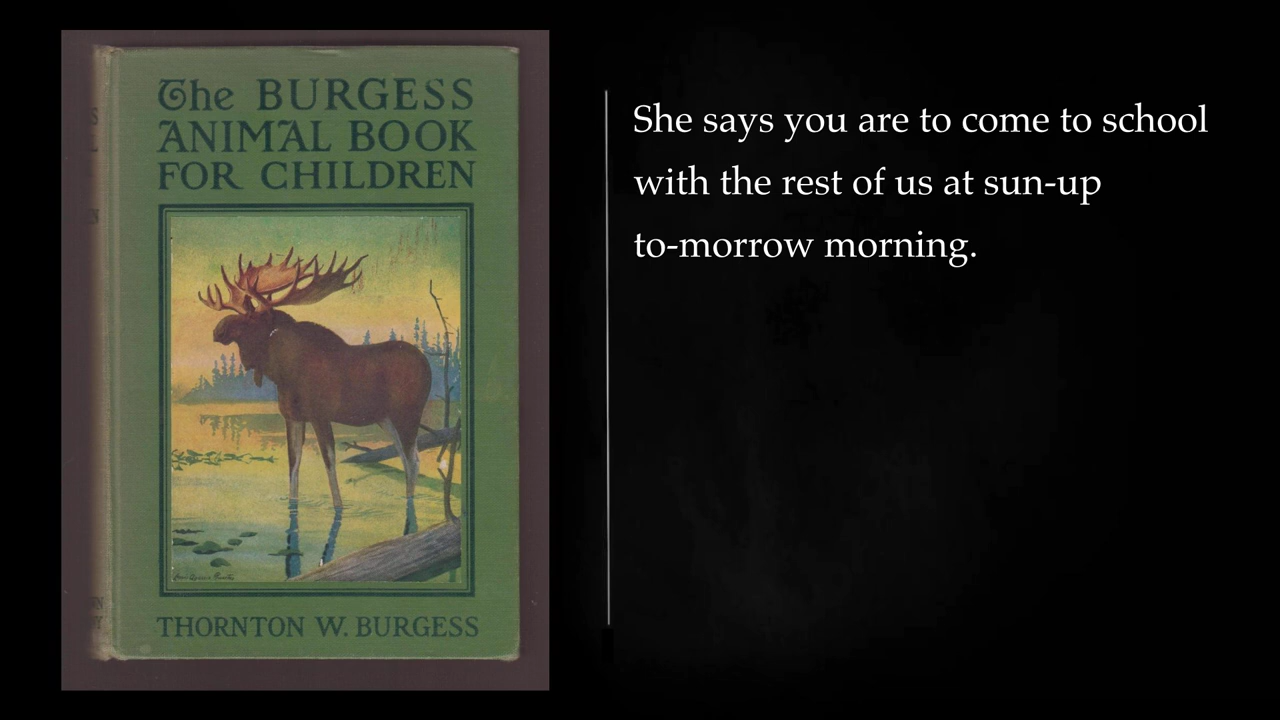 The BURGESS
ANIMAL BOOK
FOR CHILDREN
THORNTON W. BURGESS
She says you are to come to school
with the rest of us at sun-up
to-morrow morning.